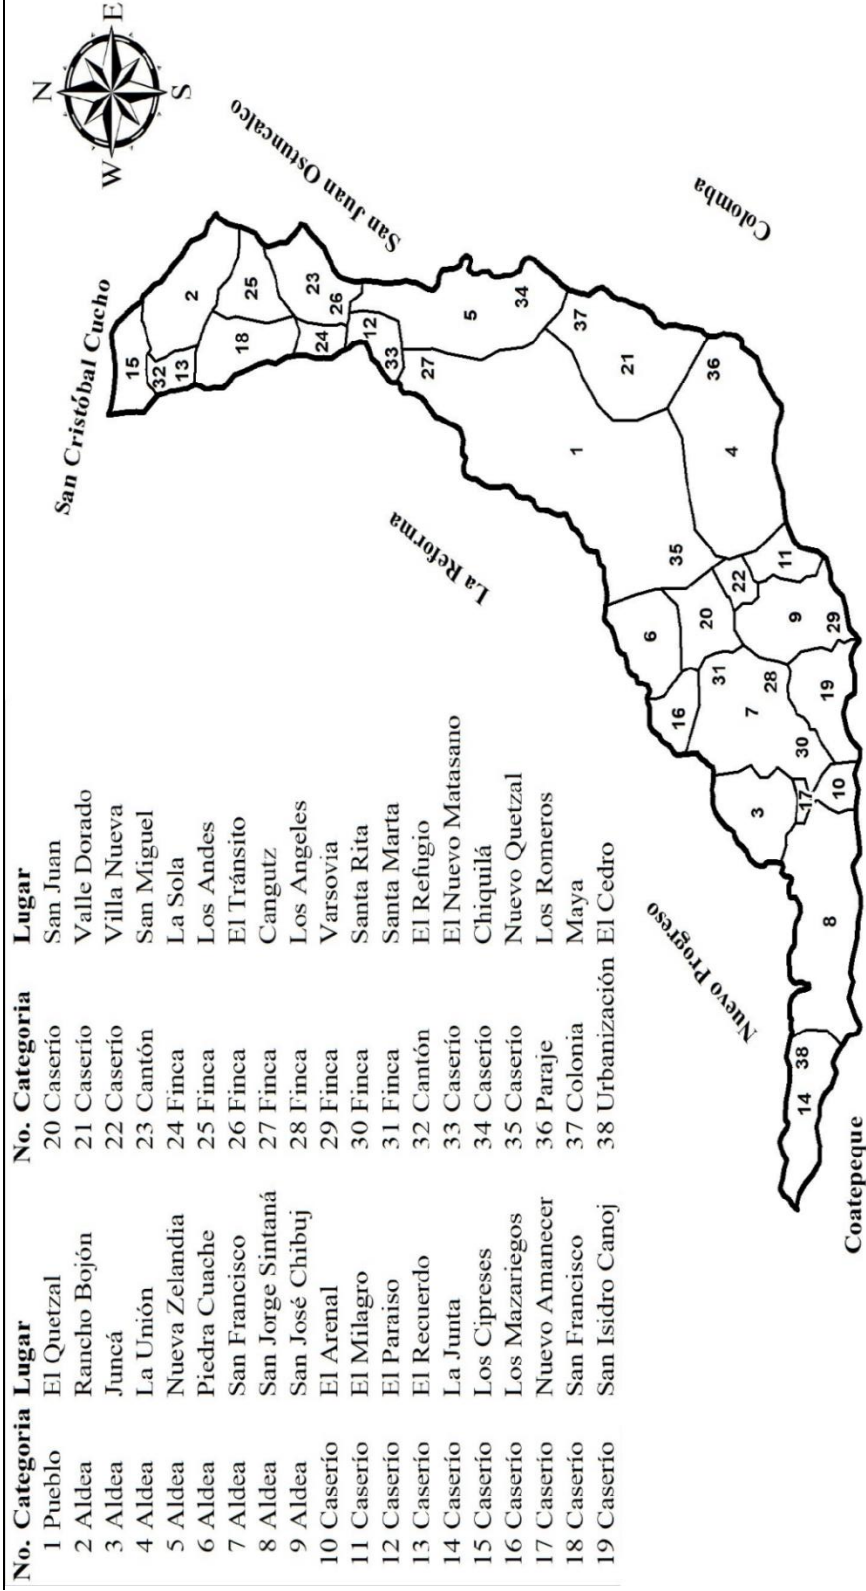 No. Categoria Lugar
1 Pueblo El Quetzal
2 Aldea Rancho Bojón
3 Aldea Juncá
4 Aldea La Unión
5 Aldea Nueva Zelandia
6 Aldea Piedra Cuache
7 Aldea San Francisco
8 Aldea San Jorge Sintaná
9 Aldea San José Chibuj
10 Caserío El Arenal
11 Caserío El Milagro
12 Caserío El Paraiso
13 Caserío El Recuerdo
14 Caserío La Junta
15 Caserío Los Cipreses
16 Caserío Los Mazariegos
17 Caserío Nuevo Amanecer
18 Caserío San Francisco
19 Caserío San Isidro Canoj
No. Categoria Lugar
20 Caserío San Juan
21 Caserío Valle Dorado
22 Caserío Villa Nueva
23 Cantón San Miguel
24 Finca La Sola
25 Finca Los Andes
26 Finca El Tránsito
27 Finca Cangutz
28 Finca Los Angeles
29 Finca Varsovia
30 Finca Santa Rita
31 Finca Santa Marta
32 Cantón El Refugio
33 Caserío El Nuevo Matasano
34 Caserío Chiquilá
35 Caserío Nuevo Quetzal
36 Paraje Los Romeros
37 Colonia Maya
38 Urbanización El Cedro
N
W
E
S
San Cristóbal Cucho
San Juan Ostuncalco
La Reforma
Colomba
Nuevo Progreso
Coatepeque
15
2
32
13
25
18
23
26
24
12
33
27
5
34
37
21
1
36
4
35
22
11
6
20
9
29
31
16
28
7
19
30
3
17
10
8
38
14